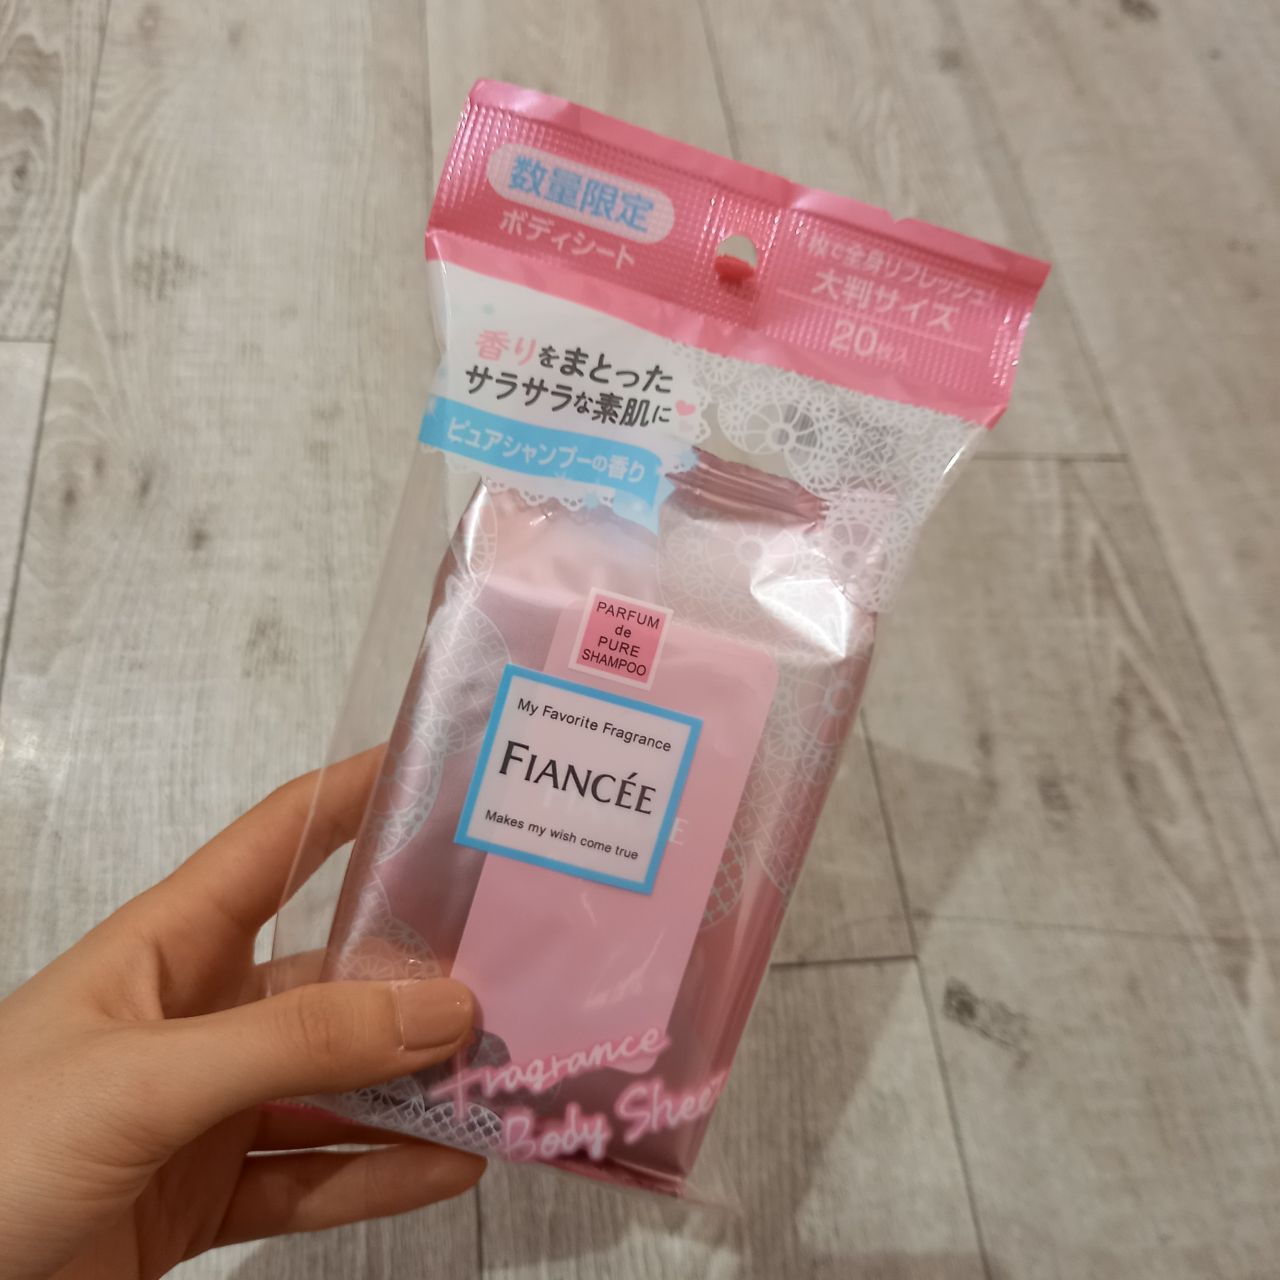 数量限定
ボディシート
1枚で全身リフレッシュ!
大判サイズ
20枚入
香りをまとった
サラサラな素肌に
ピュアシャンプーの香り
PARFUM
de
PURE
SHAMPOO
My Favorite Fragrance
FIANCÉE
Makes my wish come true
Fragrance
Body Sheet